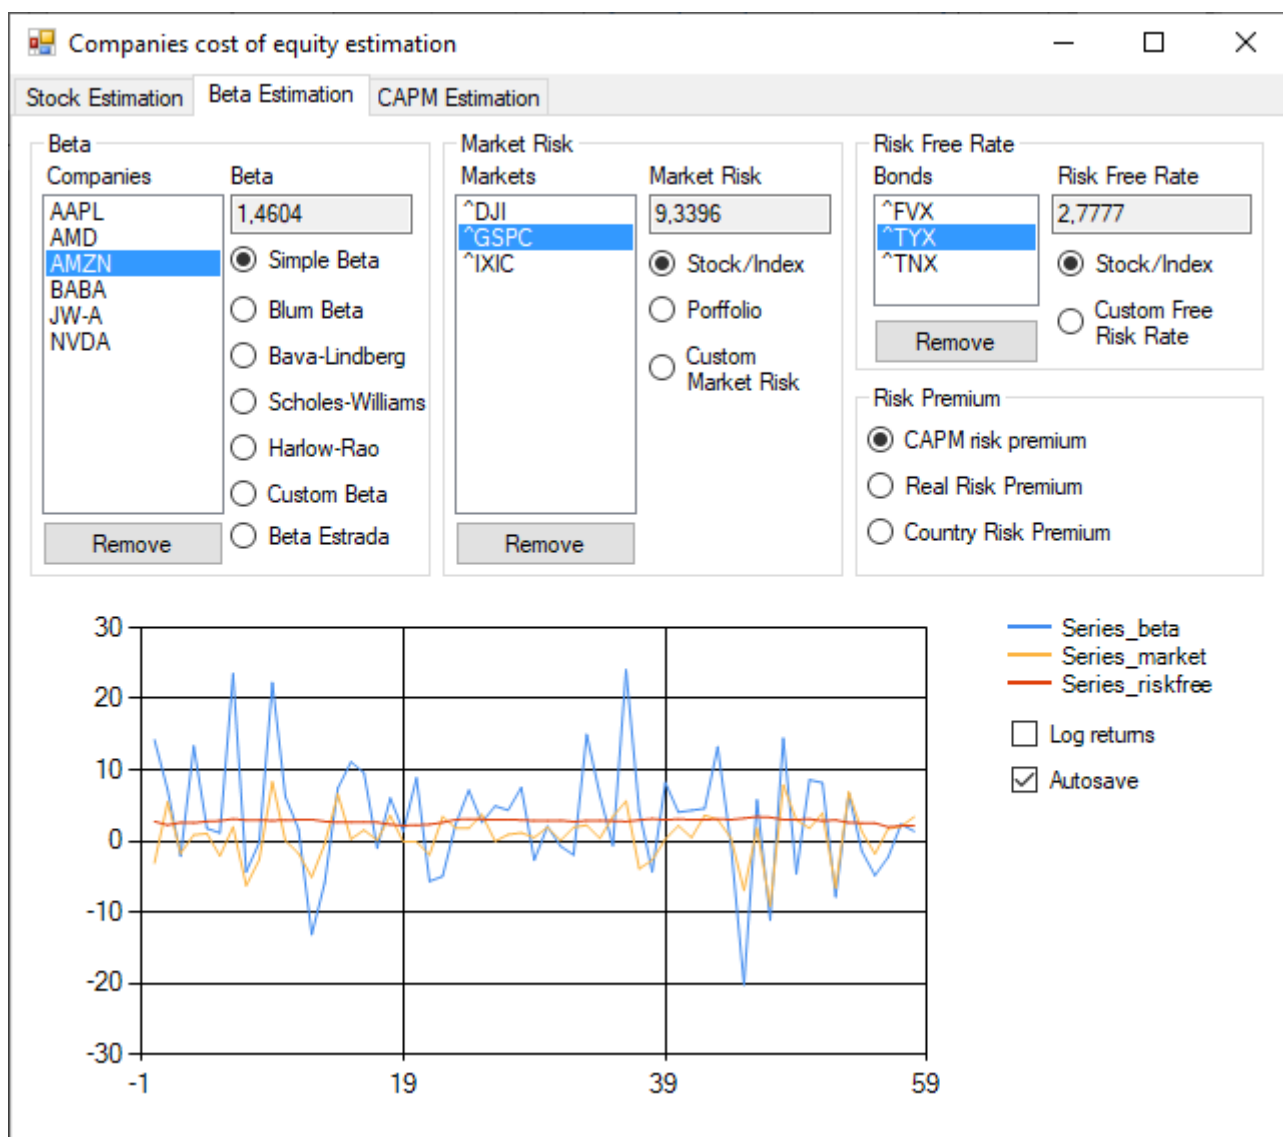 Companies cost of equity estimation
Stock Estimation
Beta Estimation
CAPM Estimation
Beta
Companies
Beta
AAPL
AMD
AMZN
BABA
JW-A
NVDA
Remove
1,4604
Simple Beta
Blum Beta
Bava-Lindberg
Scholes-Williams
Harlow-Rao
Custom Beta
Beta Estrada
Market Risk
Markets
Market Risk
^DJI
^GSPC
^IXIC
Remove
9,3396
Stock/Index
Porffolio
Custom
Market Risk
Risk Free Rate
Bonds
Risk Free Rate
^FVX
^TYX
^TNX
Remove
2,7777
Stock/Index
Custom Free
Risk Rate
Risk Premium
CAPM risk premium
Real Risk Premium
Country Risk Premium
30
20
10
0
-10
-20
-30
-1
19
39
59
Series_beta
Series_market
Series_riskfree
Log returns
Autosave